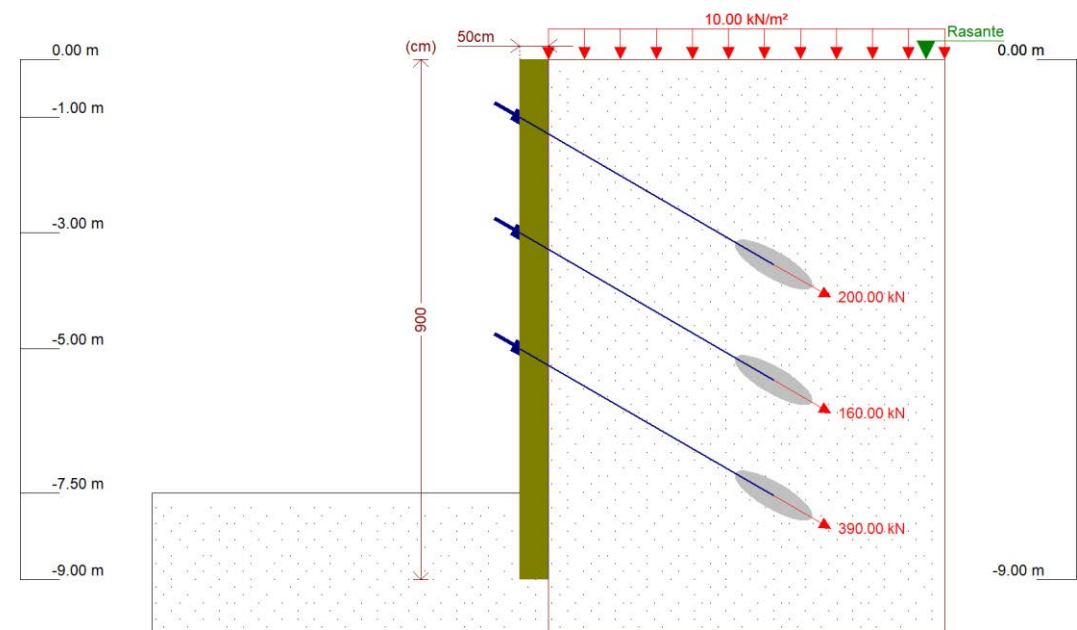 10.00 kN/m²
50cm
Rasante
(cm)
0.00 m
0.00 m
-1.00 m
-3.00 m
200.00 kN
900
-5.00 m
160.00 kN
-7.50 m
390.00 kN
-9.00 m
-9.00 m